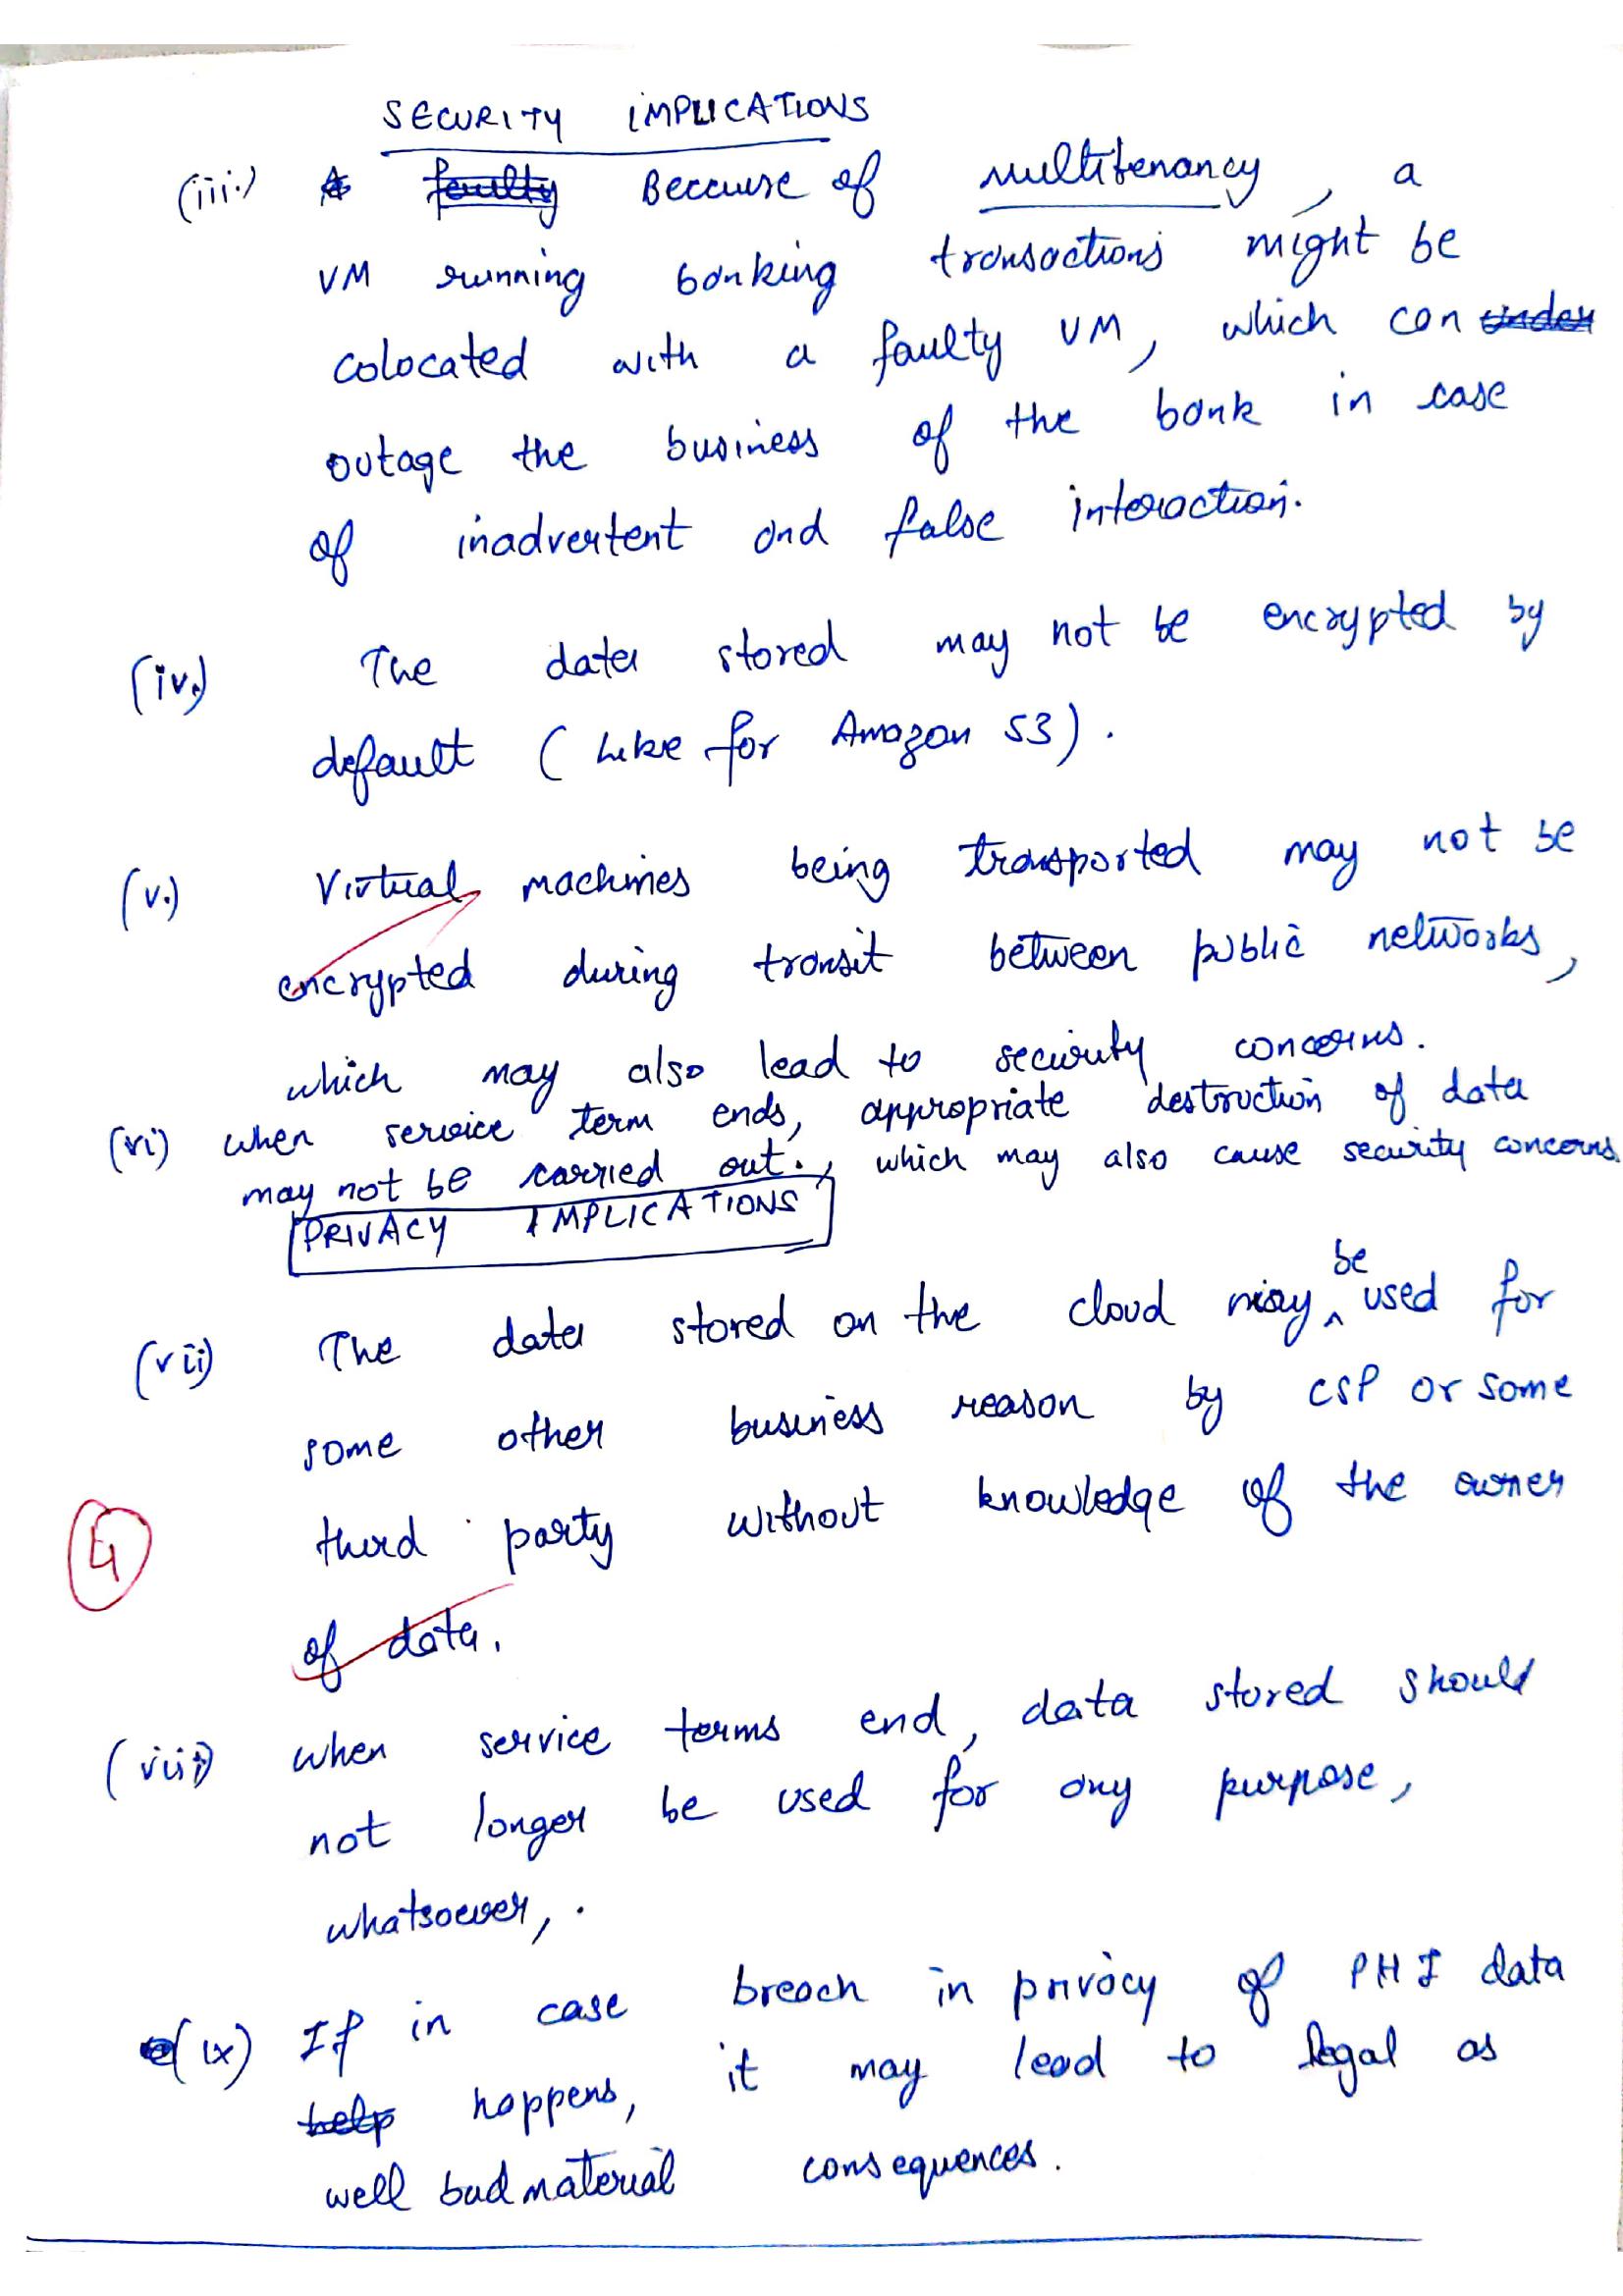 SECURITY IMPLICATIONS
(iii.) A faulty Because of multitenancy, a
VM running banking transactions might be
colocated with a faulty VM, which can under
outage the business of the bank in case
of inadvertent and false interaction.
(iv.) The data stored may not be encrypted by
default (Like for Amazon S3).
(v.) Virtual machines being transported may not be
encrypted during transit between public networks,
which may also lead to security concerns.
(vi) when service term ends, appropriate destruction of data
may not be carried out., which may also cause security concerns.
PRIVACY IMPLICATIONS
(vii) The data stored on the cloud may be used for
some other business reason by CSP or some
third party without knowledge of the owner
4
of data.
(viii) when service terms end, data stored should
not longer be used for any purpose,
whatsoever,.
(ix) If in case breach in privacy of PHI data
help happens, it may lead to legal as
well bad material consequences.